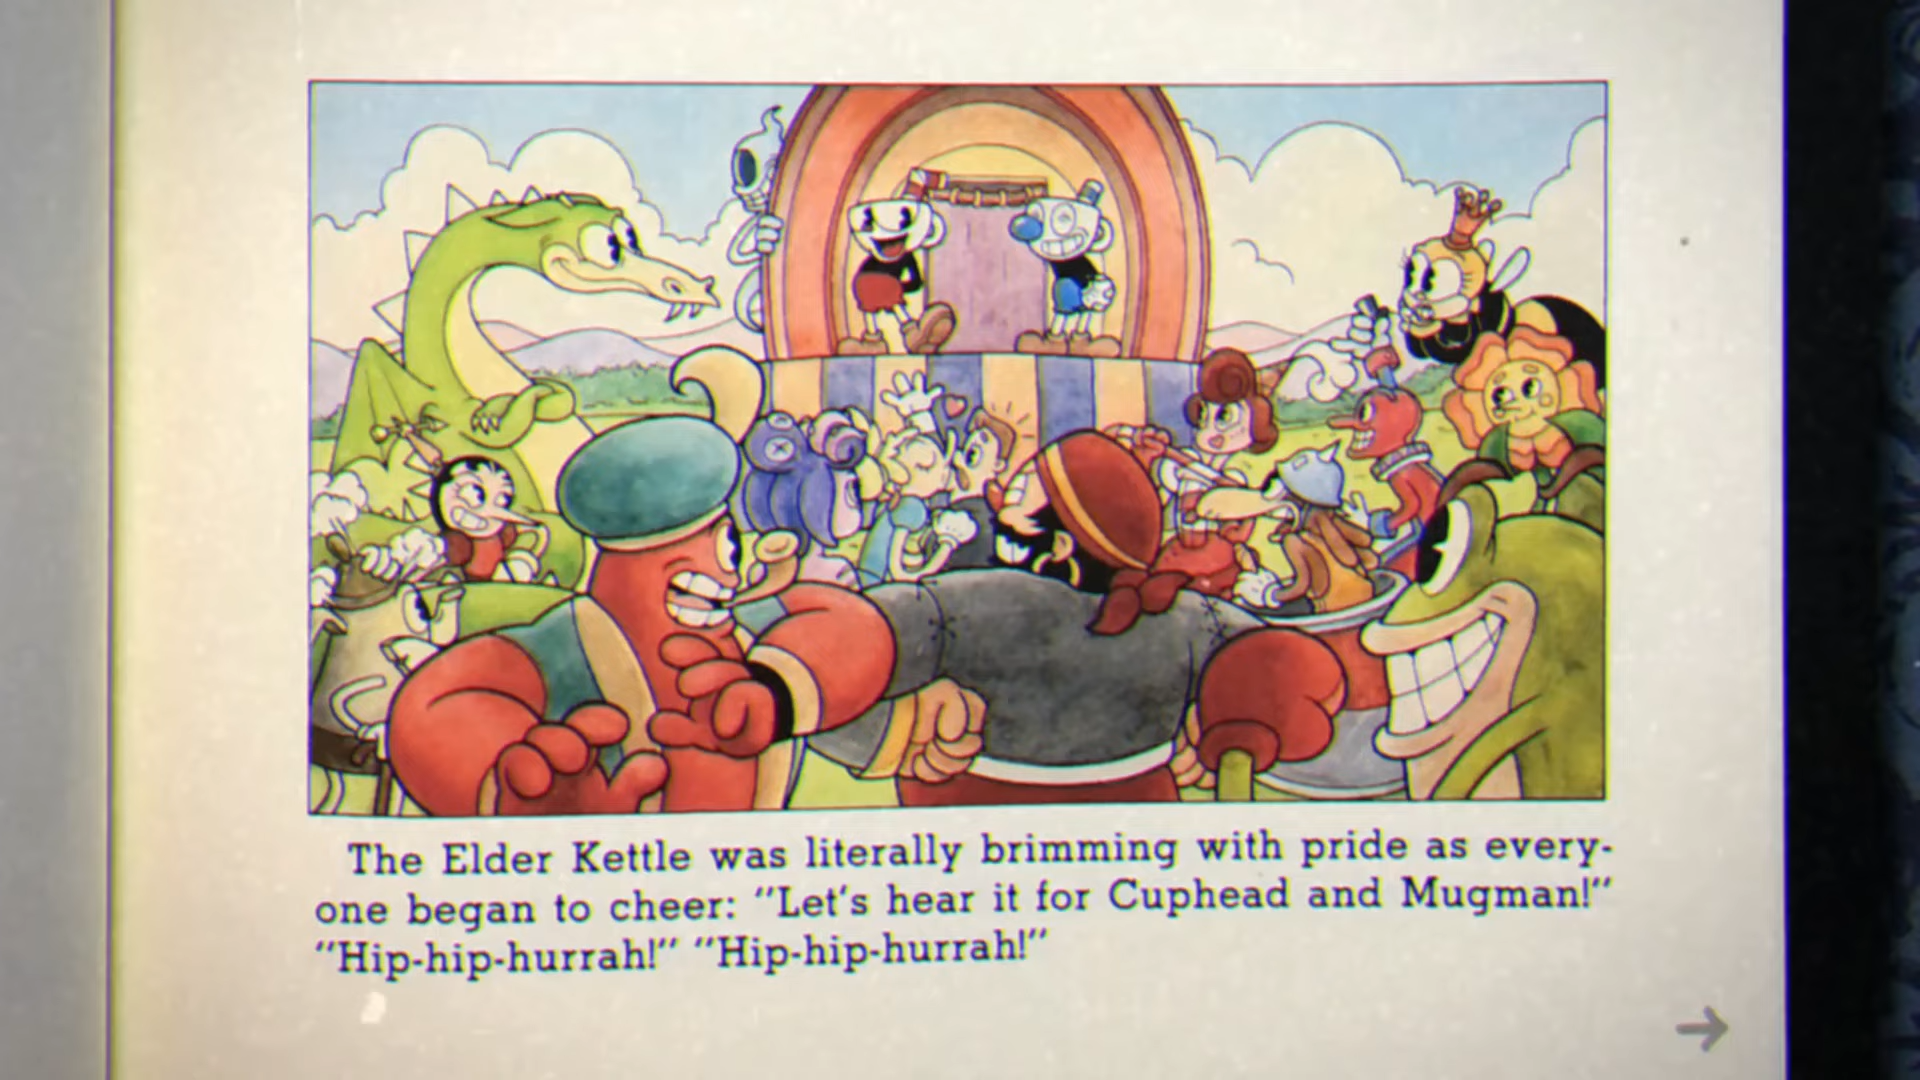 The Elder Kettle was literally brimming with pride as every-
one began to cheer: “Let's hear it for Cuphead and Mugman!”
“Hip-hip-hurrah!” “Hip-hip-hurrah!”